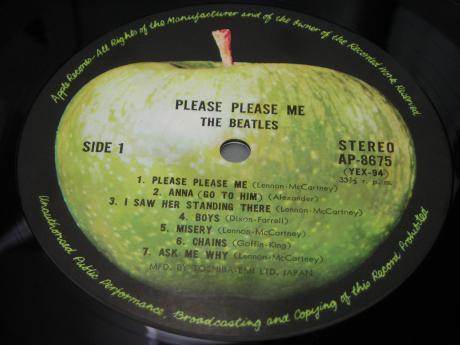 Apple Records—All Rights of the Manufacturer and of the Owner of the Recorded Work Reserved
PLEASE PLEASE ME
THE BEATLES
SIDE 1
STEREO
AP-8675
(YEX-94)
33⅓ r. p. m.
1. PLEASE PLEASE ME (Lennon-McCartney)
2. ANNA (GO TO HIM) (Alexander)
3. I SAW HER STANDING THERE (Lennon-McCartney)
4. BOYS (Dixon-Farrell)
5. MISERY (Lennon-McCartney)
6. CHAINS (Goffin-King)
7. ASK ME WHY (Lennon-McCartney)
MFD. BY TOSHIBA-EMI LTD. JAPAN
Unauthorized Public Performance, Broadcasting and Copying of this Record Prohibited